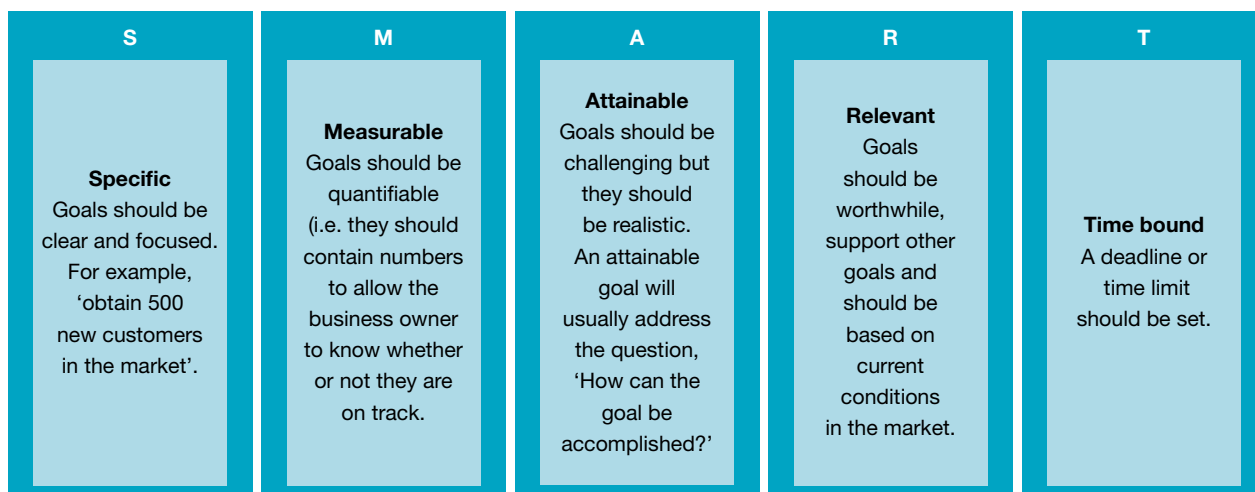 S
Specific
Goals should be
clear and focused.
For example,
‘obtain 500
new customers
in the market’.
M
Measurable
Goals should be
quantifiable
(i.e. they should
contain numbers
to allow the
business owner
to know whether
or not they are
on track.
A
Attainable
Goals should be
challenging but
they should
be realistic.
An attainable
goal will
usually address
the question,
‘How can the
goal be
accomplished?’
R
Relevant
Goals
should be
worthwhile,
support other
goals and
should be
based on
current
conditions
in the market.
T
Time bound
A deadline or
time limit
should be set.